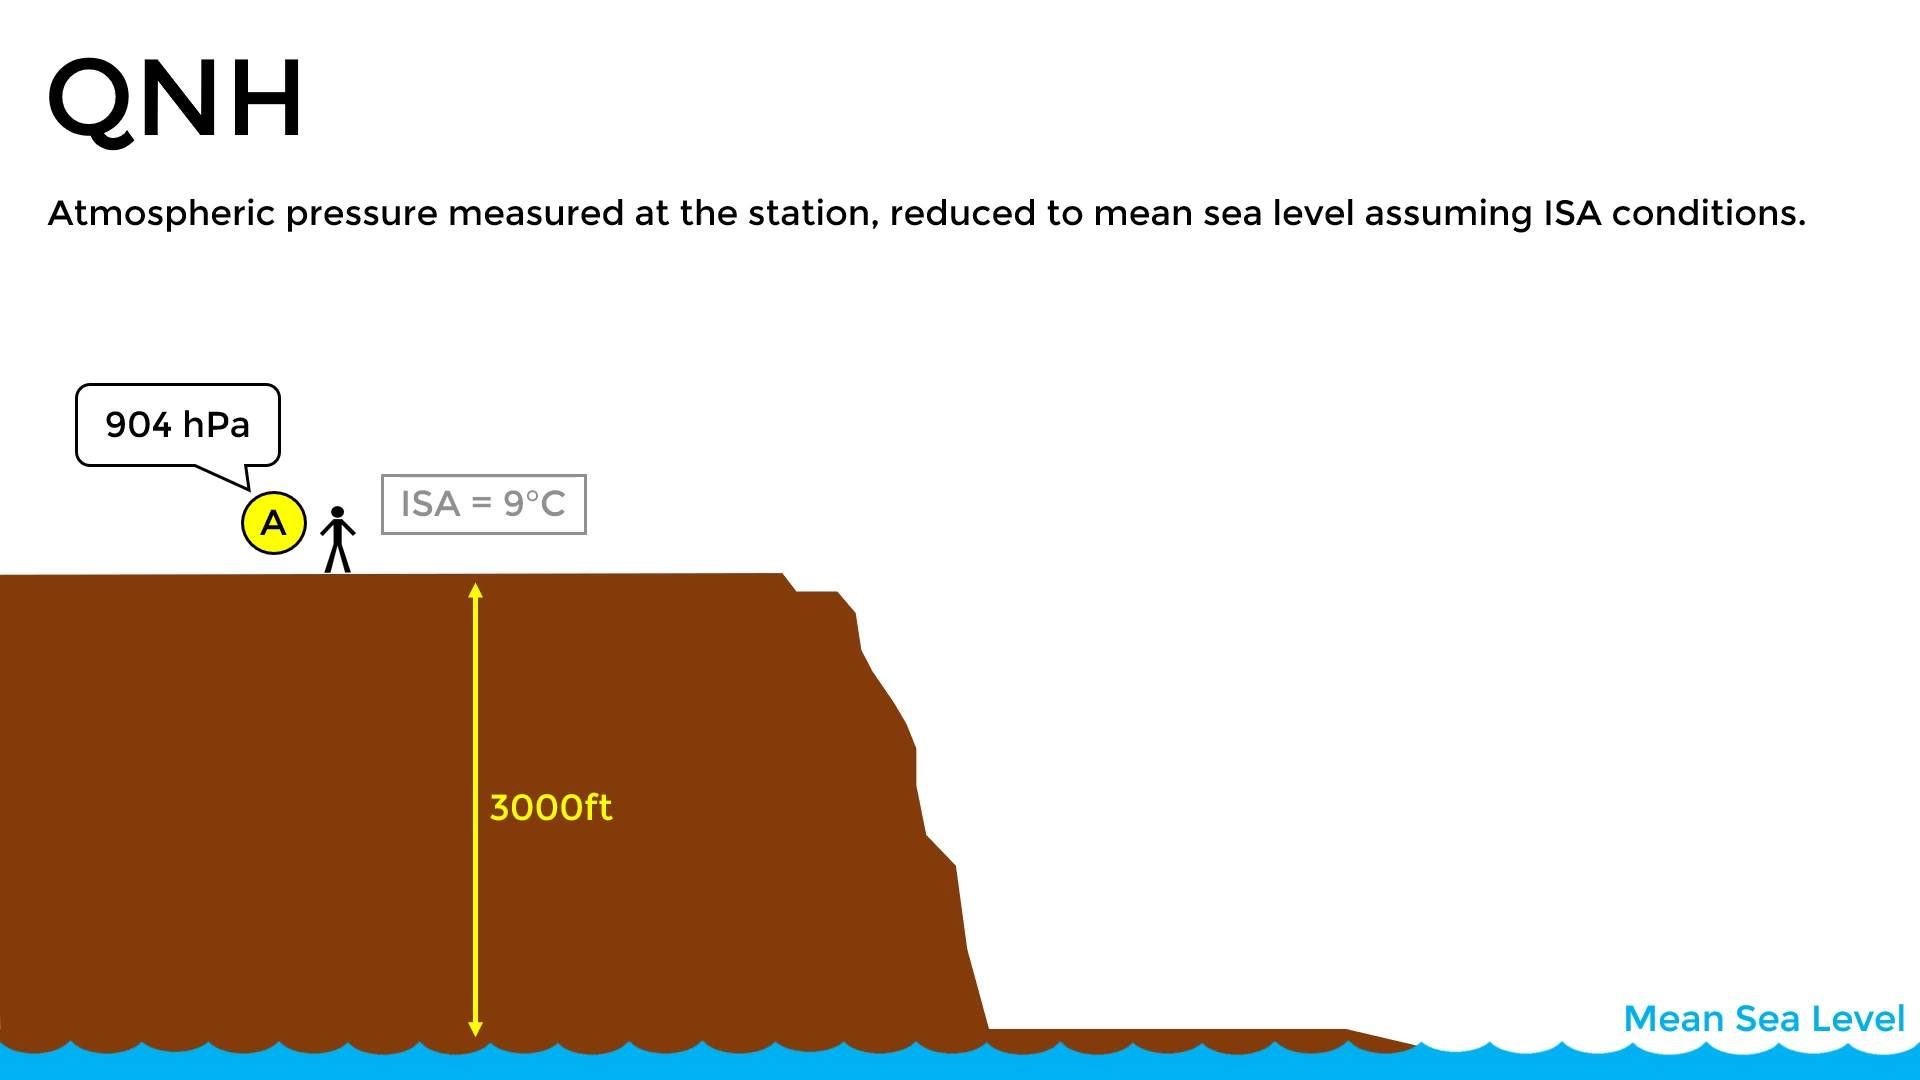 QNH
Atmospheric pressure measured at the station, reduced to mean sea level assuming ISA conditions.
904 hPa
A
ISA = 9°C
3000ft
Mean Sea Level